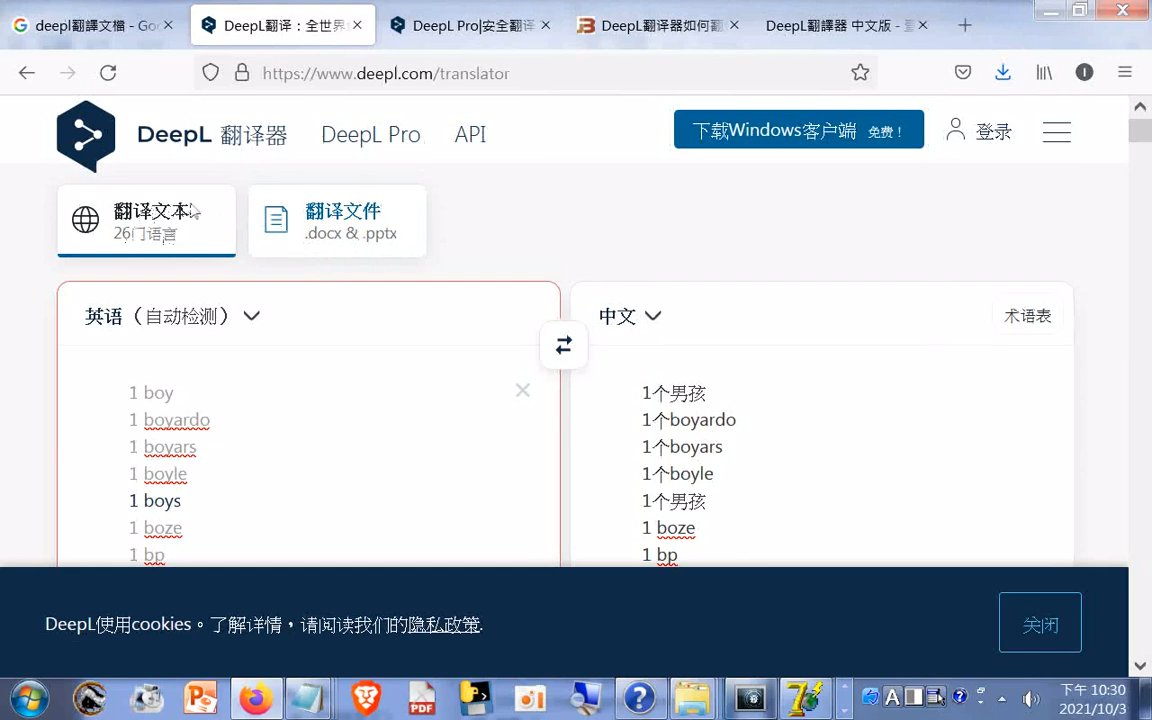 deepl翻譯文檔 - Goo
DeepL翻译：全世界
DeepL Pro|安全翻译
DeepL翻译器如何翻
DeepL翻譯器 中文版 -
https://www.deepl.com/translator
DeepL 翻译器
DeepL Pro
API
下载Windows客户端 免费！
登录
翻译文本
26门语言
翻译文件
.docx & .pptx
英语（自动检测）
中文
术语表
1 boy
1 boyardo
1 boyars
1 boyle
1 boys
1 boze
1 bp
1个男孩
1个boyardo
1个boyars
1个boyle
1个男孩
1 boze
1 bp
DeepL使用cookies。了解详情，请阅读我们的隐私政策.
关闭
下午 10:30
2021/10/3